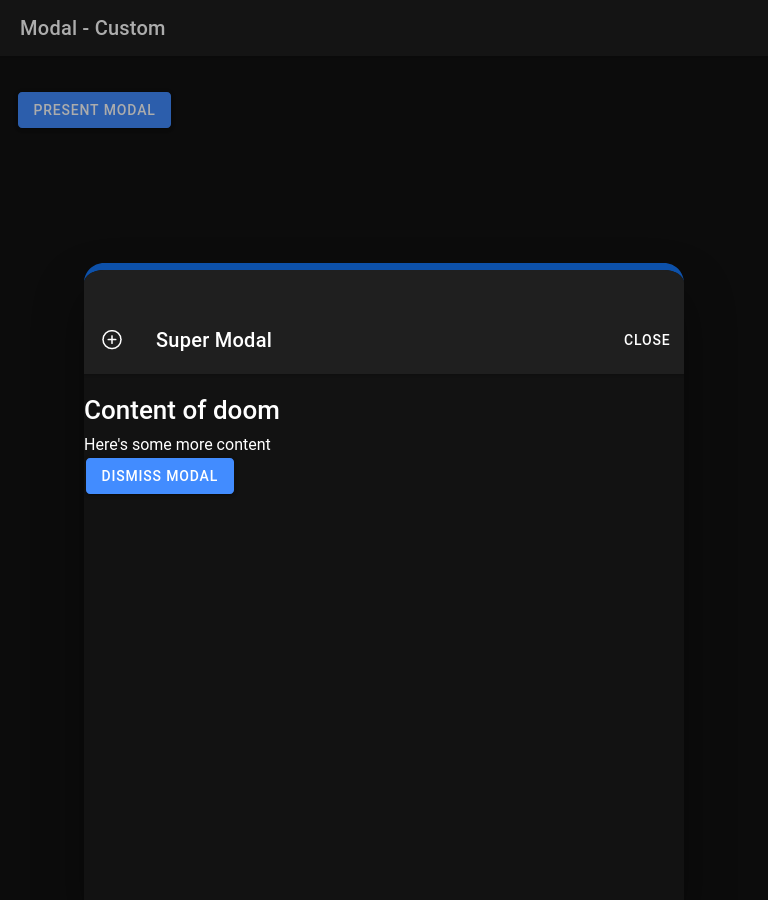 Modal - Custom
PRESENT MODAL
Super Modal
CLOSE
Content of doom
Here's some more content
DISMISS MODAL